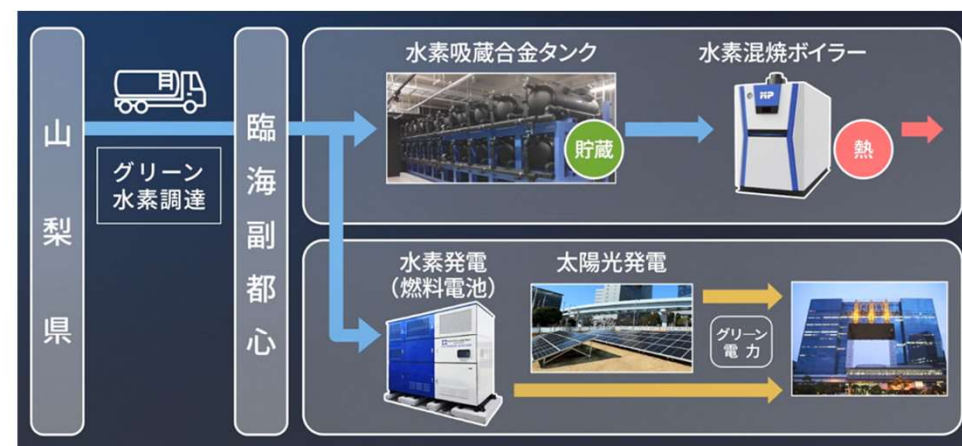 山梨県
グリーン
水素調達
臨海副都心
水素吸蔵合金タンク
貯蔵
水素混焼ボイラー
熱
水素発電
（燃料電池）
太陽光発電
グリーン
電力